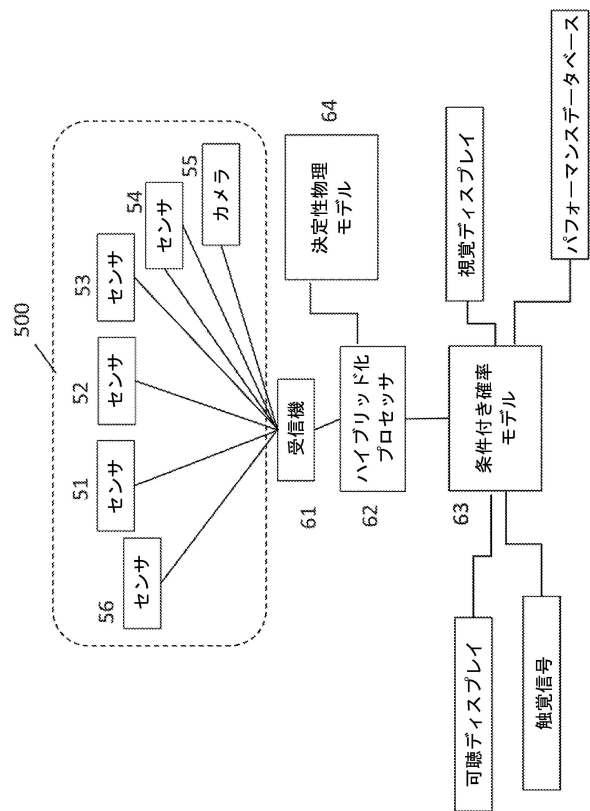 500
56
センサ
51
センサ
52
センサ
53
センサ
54
センサ
55
カメラ
61
受信機
62
ハイブリッド化
プロセッサ
64
決定性物理
モデル
63
条件付き確率
モデル
可聴ディスプレイ
触覚信号
視覚ディスプレイ
パフォーマンスデータベース